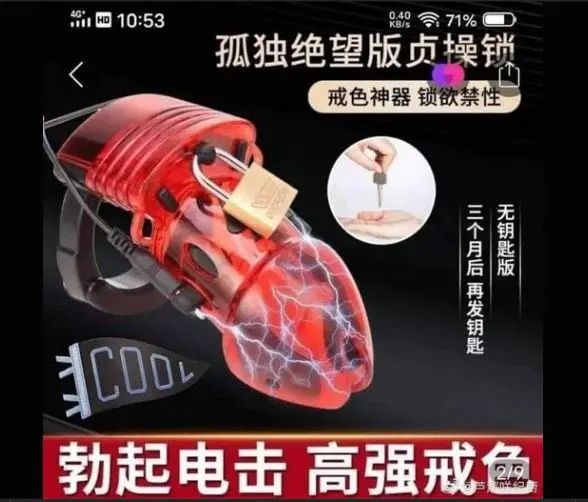 4G+ HD 10:53
0.40 KB/s 71%
孤独绝望版贞操锁
戒色神器 锁欲禁性
无钥匙版
三个月后 再发钥匙
COOL
勃起电击 高强戒色
2/9